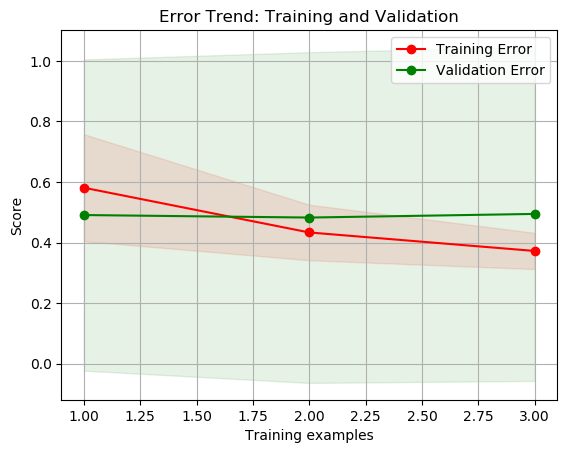 Error Trend: Training and Validation
Training Error
Validation Error
1.0
0.8
0.6
0.4
0.2
0.0
Score
1.00 1.25 1.50 1.75 2.00 2.25 2.50 2.75 3.00
Training examples